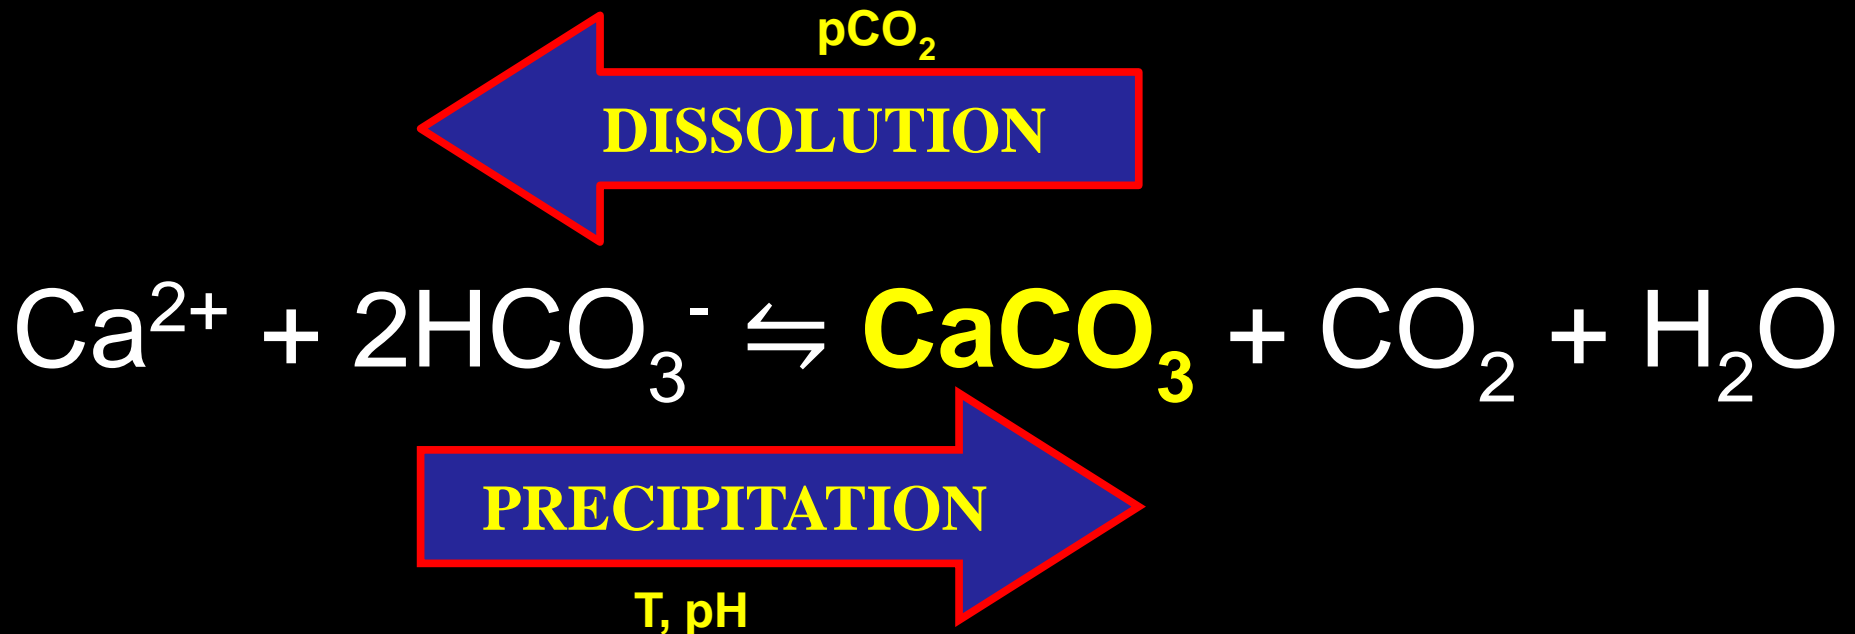 pCO₂
DISSOLUTION
Ca²⁺ + 2HCO₃⁻ ⇋ CaCO₃ + CO₂ + H₂O
PRECIPITATION
T, pH